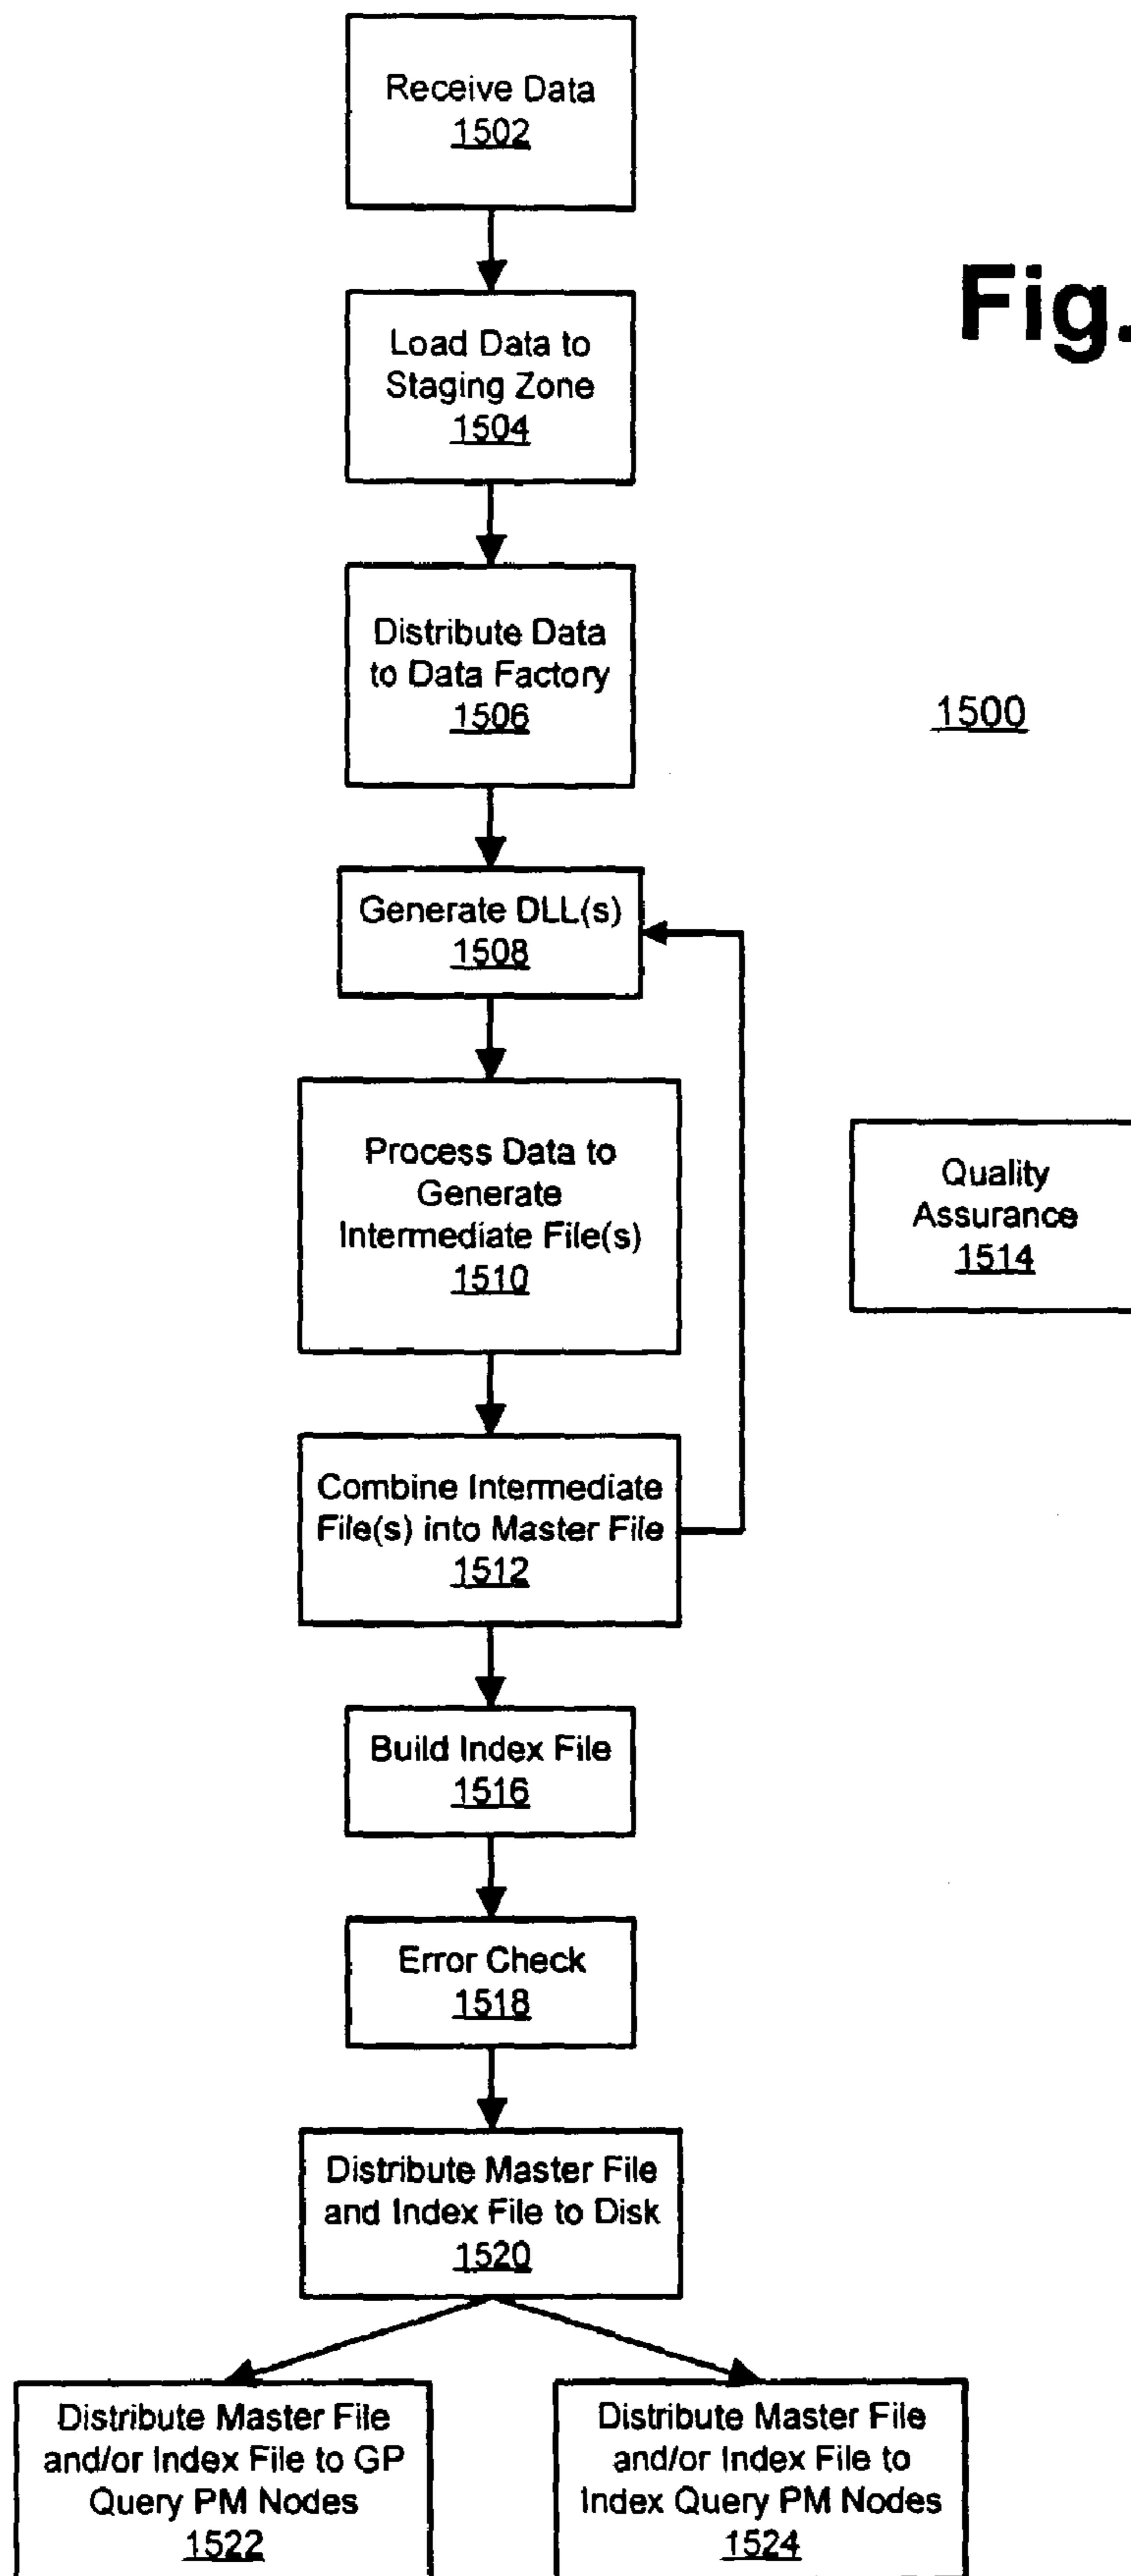 Receive Data
1502
Fig.
Load Data to
Staging Zone
1504
Distribute Data
to Data Factory
1506
1500
Generate DLL(s)
1508
Process Data to
Generate
Intermediate File(s)
1510
Quality
Assurance
1514
Combine Intermediate
File(s) into Master File
1512
Build Index File
1516
Error Check
1518
Distribute Master File
and Index File to Disk
1520
Distribute Master File
and/or Index File to GP
Query PM Nodes
1522
Distribute Master File
and/or Index File to
Index Query PM Nodes
1524